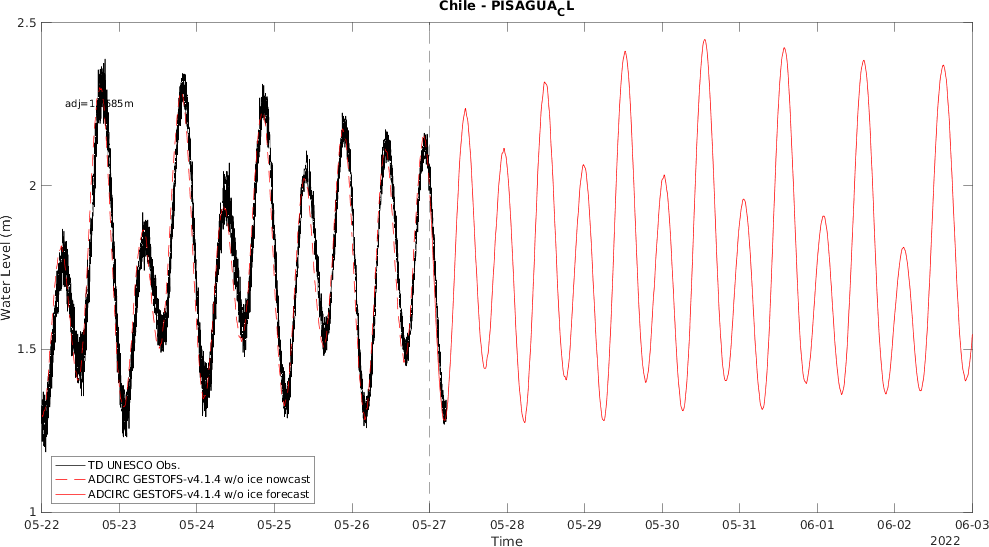 Chile - PISAGUA_CL
2.5
adj=1. 685m
2
Water Level (m)
1.5
TD UNESCO Obs.
ADCIRC GESTOFS-v4.1.4 w/o ice nowcast
ADCIRC GESTOFS-v4.1.4 w/o ice forecast
1
05-22 05-23 05-24 05-25 05-26 05-27 05-28 05-29 05-30 05-31 06-01 06-02 06-03
Time
2022